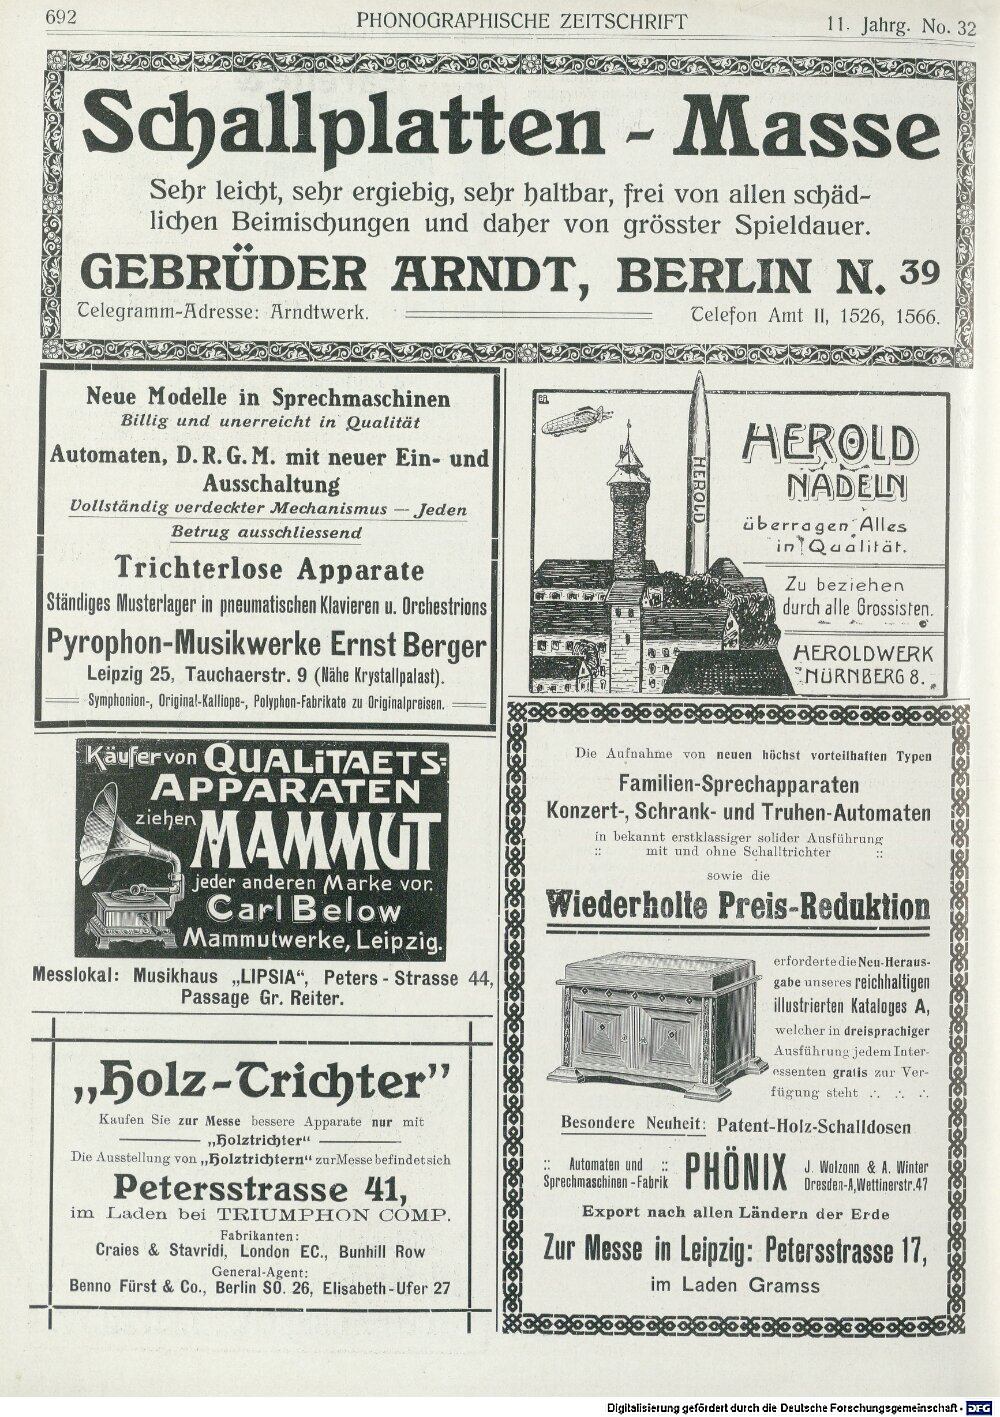 692
PHONOGRAPHISCHE ZEITSCHRIFT
11. Jahrg. No. 32
Schallplatten - Masse
Sehr leicht, sehr ergiebig, sehr haltbar, frei von allen schäd-
lichen Beimischungen und daher von grösster Spieldauer.
GEBRÜDER ARNDT, BERLIN N. 39
Telegramm-Adresse: Arndtwerk.
Telefon Amt II, 1526, 1566.
Neue Modelle in Sprechmaschinen
Billig und unerreicht in Qualität
Automaten, D. R. G. M. mit neuer Ein- und
Ausschaltung
Vollständig verdeckter Mechanismus — Jeden
Betrug ausschliessend
Trichterlose Apparate
Ständiges Musterlager in pneumatischen Klavieren u. Orchestrions
Pyrophon-Musikwerke Ernst Berger
Leipzig 25, Tauchaerstr. 9 (Nähe Krystallpalast).
Symphonion-, Original-Kalliope-, Polyphon-Fabrikate zu Originalpreisen.
HEROLD
HEROLD
NADELN
überragen Alles
in Qualität.
Zu beziehen
durch alle Grossisten.
HEROLDWERK
NÜRNBERG 8.
Käufer von QUALiTAETS=
APPARATEN
ziehen MAMMUT
jeder anderen Marke vor.
Carl Below
Mammutwerke, Leipzig.
Messlokal: Musikhaus „LIPSIA“, Peters - Strasse 44,
Passage Gr. Reiter.
„Holz-Trichter”
Kaufen Sie zur Messe bessere Apparate nur mit
„Holztrichter“
Die Ausstellung von „Holztrichtern“ zur Messe befindet sich
Petersstrasse 41,
im Laden bei TRIUMPHON COMP.
Fabrikanten:
Craies & Stavridi, London EC., Bunhill Row
General-Agent:
Benno Fürst & Co., Berlin SO. 26, Elisabeth-Ufer 27
Die Aufnahme von neuen höchst vorteilhaften Typen
Familien-Sprechapparaten
Konzert-, Schrank- und Truhen-Automaten
in bekannt erstklassiger solider Ausführung
:: mit und ohne Schalltrichter ::
sowie die
Wiederholte Preis-Reduktion
erforderte die Neu-Heraus-
gabe unseres reichhaltigen
illustrierten Kataloges A,
welcher in dreisprachiger
Ausführung jedem Inter-
essenten gratis zur Ver-
fügung steht ∴ ∴ ∴
Besondere Neuheit: Patent-Holz-Schalldosen
:: Automaten und ::
Sprechmaschinen-Fabrik
PHÖNIX
J. Wolzonn & A. Winter
Dresden-A, Wettinerstr. 47
Export nach allen Ländern der Erde
Zur Messe in Leipzig: Petersstrasse 17,
im Laden Gramss
Digitalisierung gefördert durch die Deutsche Forschungsgemeinschaft - DFG